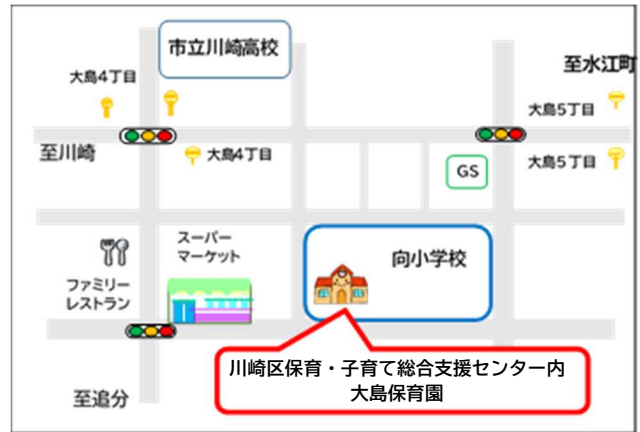 市立川崎高校
至水江町
大島4丁目
大島5丁目
至川崎
大島4丁目
大島5丁目
GS
スーパー
マーケット
向小学校
ファミリー
レストラン
川崎区保育・子育て総合支援センター内
大島保育園
至追分